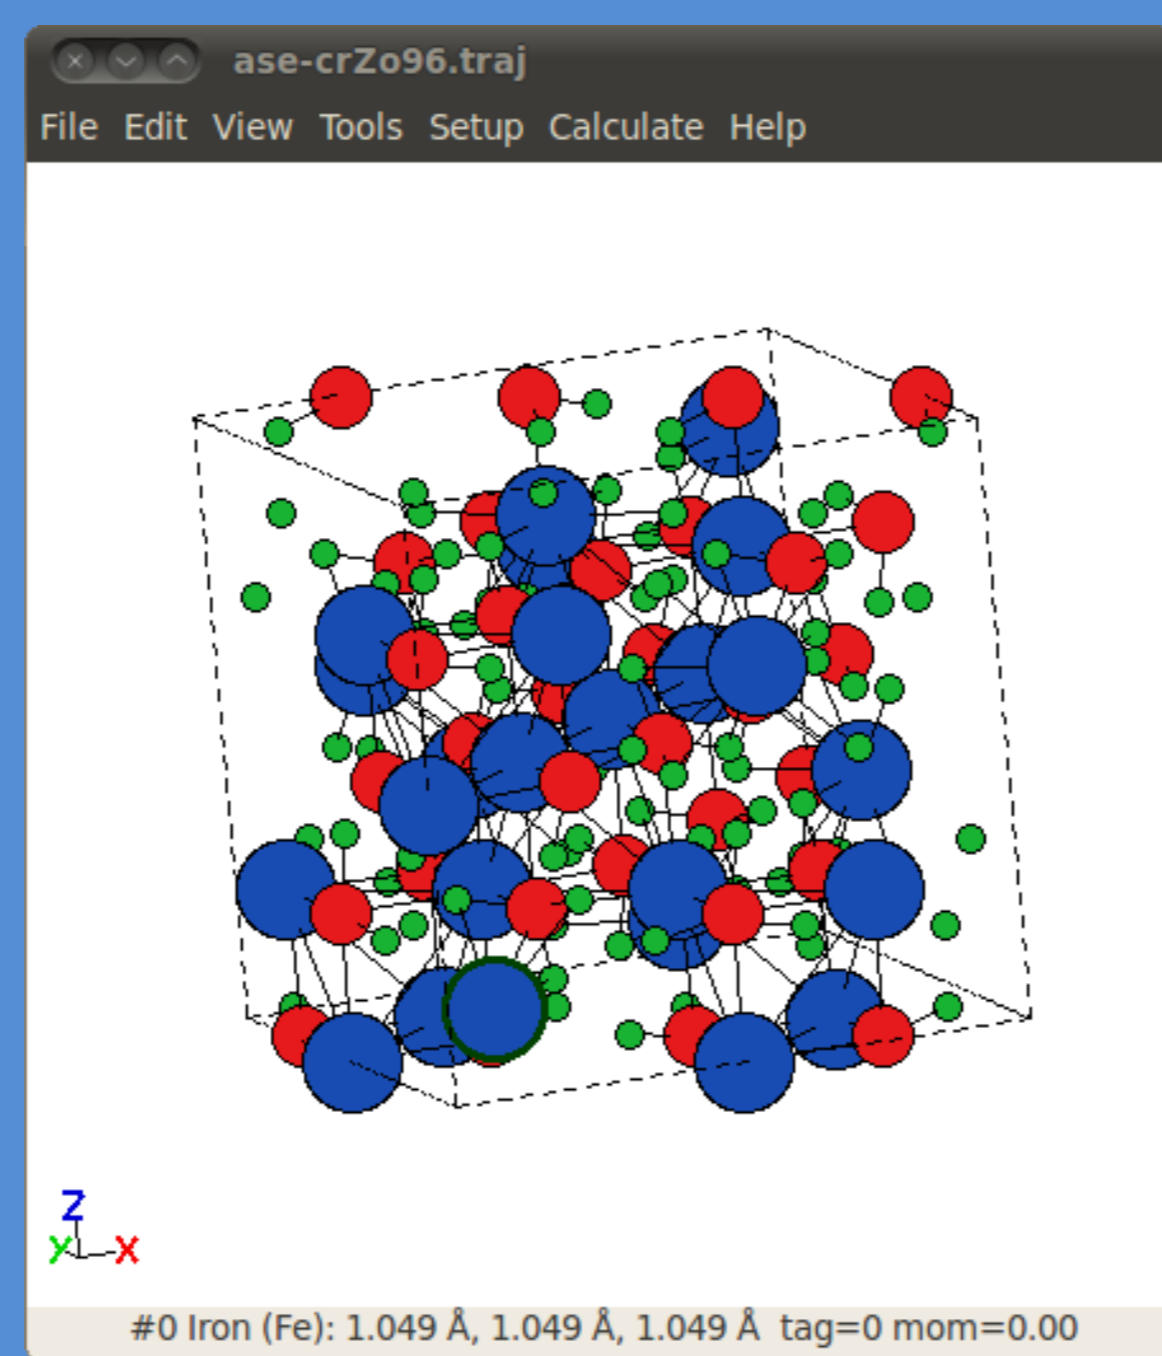 ase-crZo96.traj
File Edit View Tools Setup Calculate Help
Z
Y X
#0 Iron (Fe): 1.049 Å, 1.049 Å, 1.049 Å tag=0 mom=0.00